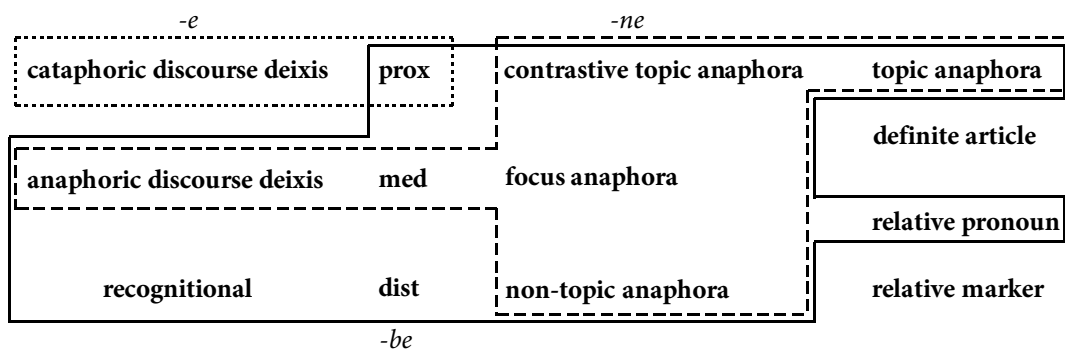 -e -ne
cataphoric discourse deixis prox contrastive topic anaphora topic anaphora
definite article
anaphoric discourse deixis med focus anaphora
relative pronoun
recognitional dist non-topic anaphora relative marker
-be